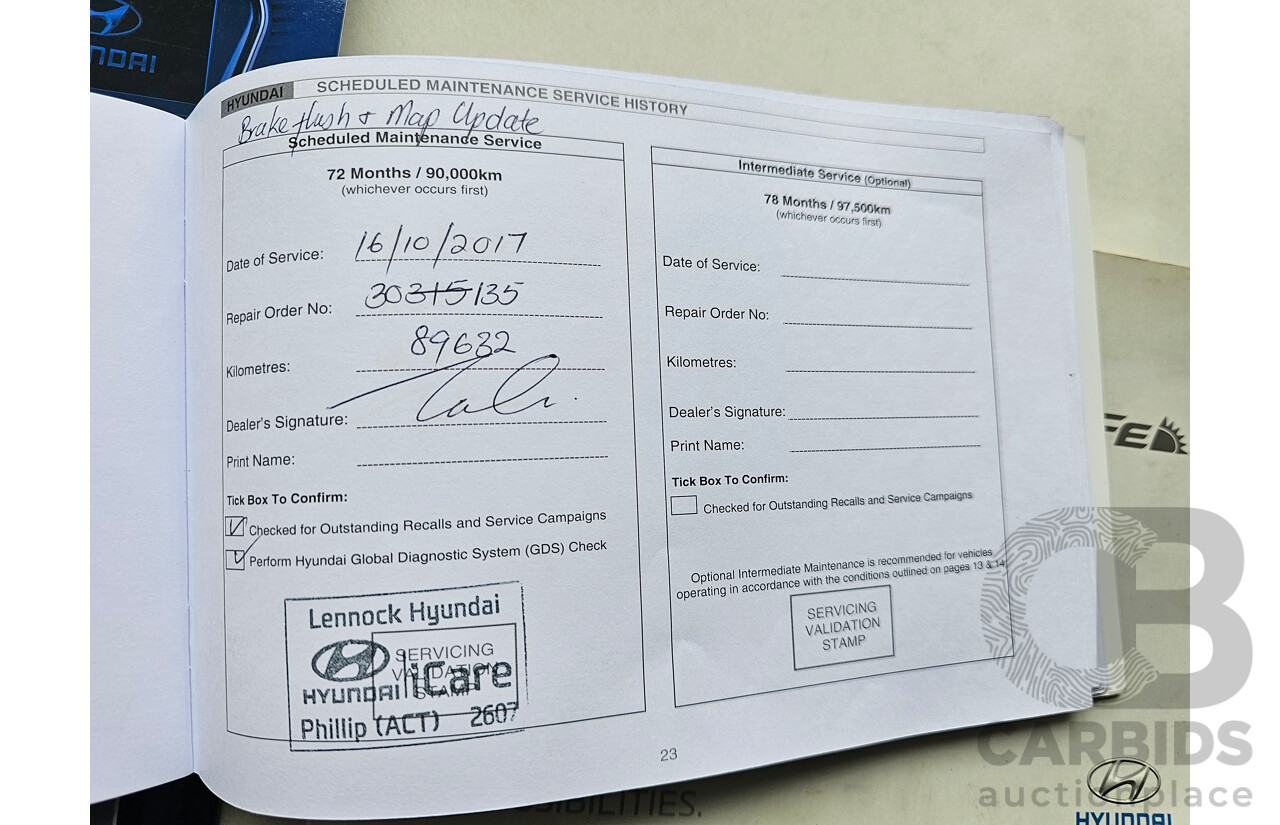 HYUNDAI
HYUNDAI SCHEDULED MAINTENANCE SERVICE HISTORY
Brake flush & Map Update
Scheduled Maintenance Service
72 Months / 90,000km
(whichever occurs first)
Date of Service: 16/10/2017
Repair Order No: 30315135
Kilometres: 89632
Dealer's Signature:
Print Name:
Tick Box To Confirm:
Checked for Outstanding Recalls and Service Campaigns
Perform Hyundai Global Diagnostic System (GDS) Check
Lennock Hyundai
SERVICING
VALIDATION
STAMP
HYUNDAI iCare
Phillip (ACT) 2607
Intermediate Service (Optional)
78 Months / 97,500km
(whichever occurs first)
Date of Service:
Repair Order No:
Kilometres:
Dealer's Signature:
Print Name:
Tick Box To Confirm:
Checked for Outstanding Recalls and Service Campaigns
Optional Intermediate Maintenance is recommended for vehicles
operating in accordance with the conditions outlined on pages 13 & 14
SERVICING
VALIDATION
STAMP
23
FE
SIBILITIES.
HYUNDAI
CB
CARBIDS
auctionplace